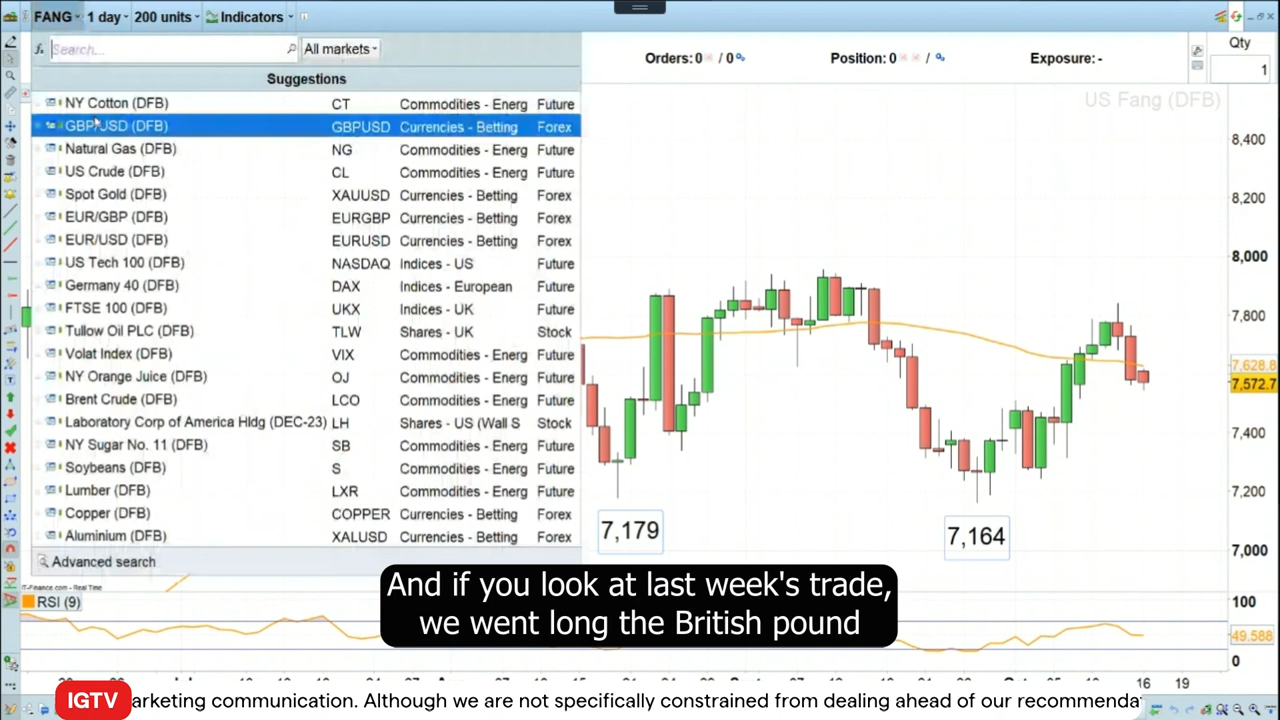 FANG 1 day 200 units Indicators
Search... All markets
Suggestions
NY Cotton (DFB) CT Commodities - Energ Future
GBP/USD (DFB) GBPUSD Currencies - Betting Forex
Natural Gas (DFB) NG Commodities - Energ Future
US Crude (DFB) CL Commodities - Energ Future
Spot Gold (DFB) XAUUSD Currencies - Betting Forex
EUR/GBP (DFB) EURGBP Currencies - Betting Forex
EUR/USD (DFB) EURUSD Currencies - Betting Forex
US Tech 100 (DFB) NASDAQ Indices - US Future
Germany 40 (DFB) DAX Indices - European Future
FTSE 100 (DFB) UKX Indices - UK Future
Tullow Oil PLC (DFB) TLW Shares - UK Stock
Volat Index (DFB) VIX Commodities - Energ Future
NY Orange Juice (DFB) OJ Commodities - Energ Future
Brent Crude (DFB) LCO Commodities - Energ Future
Laboratory Corp of America Hldg (DEC-23) LH Shares - US (Wall S Stock
NY Sugar No. 11 (DFB) SB Commodities - Energ Future
Soybeans (DFB) S Commodities - Energ Future
Lumber (DFB) LXR Commodities - Energ Future
Copper (DFB) COPPER Currencies - Betting Forex
Aluminium (DFB) XALUSD Currencies - Betting Forex
Advanced search
Orders: 0 / 0 Position: 0 / Exposure: -
Qty
1
US Fang (DFB)
8,400
8,200
8,000
7,800
7,628.8
7,572.7
7,400
7,200
7,000
7,179
7,164
IT-Finance.com - Real Time
RSI (9)
100
49.588
0
16 19
And if you look at last week's trade,
we went long the British pound
IGTV arketing communication. Although we are not specifically constrained from dealing ahead of our recommenda